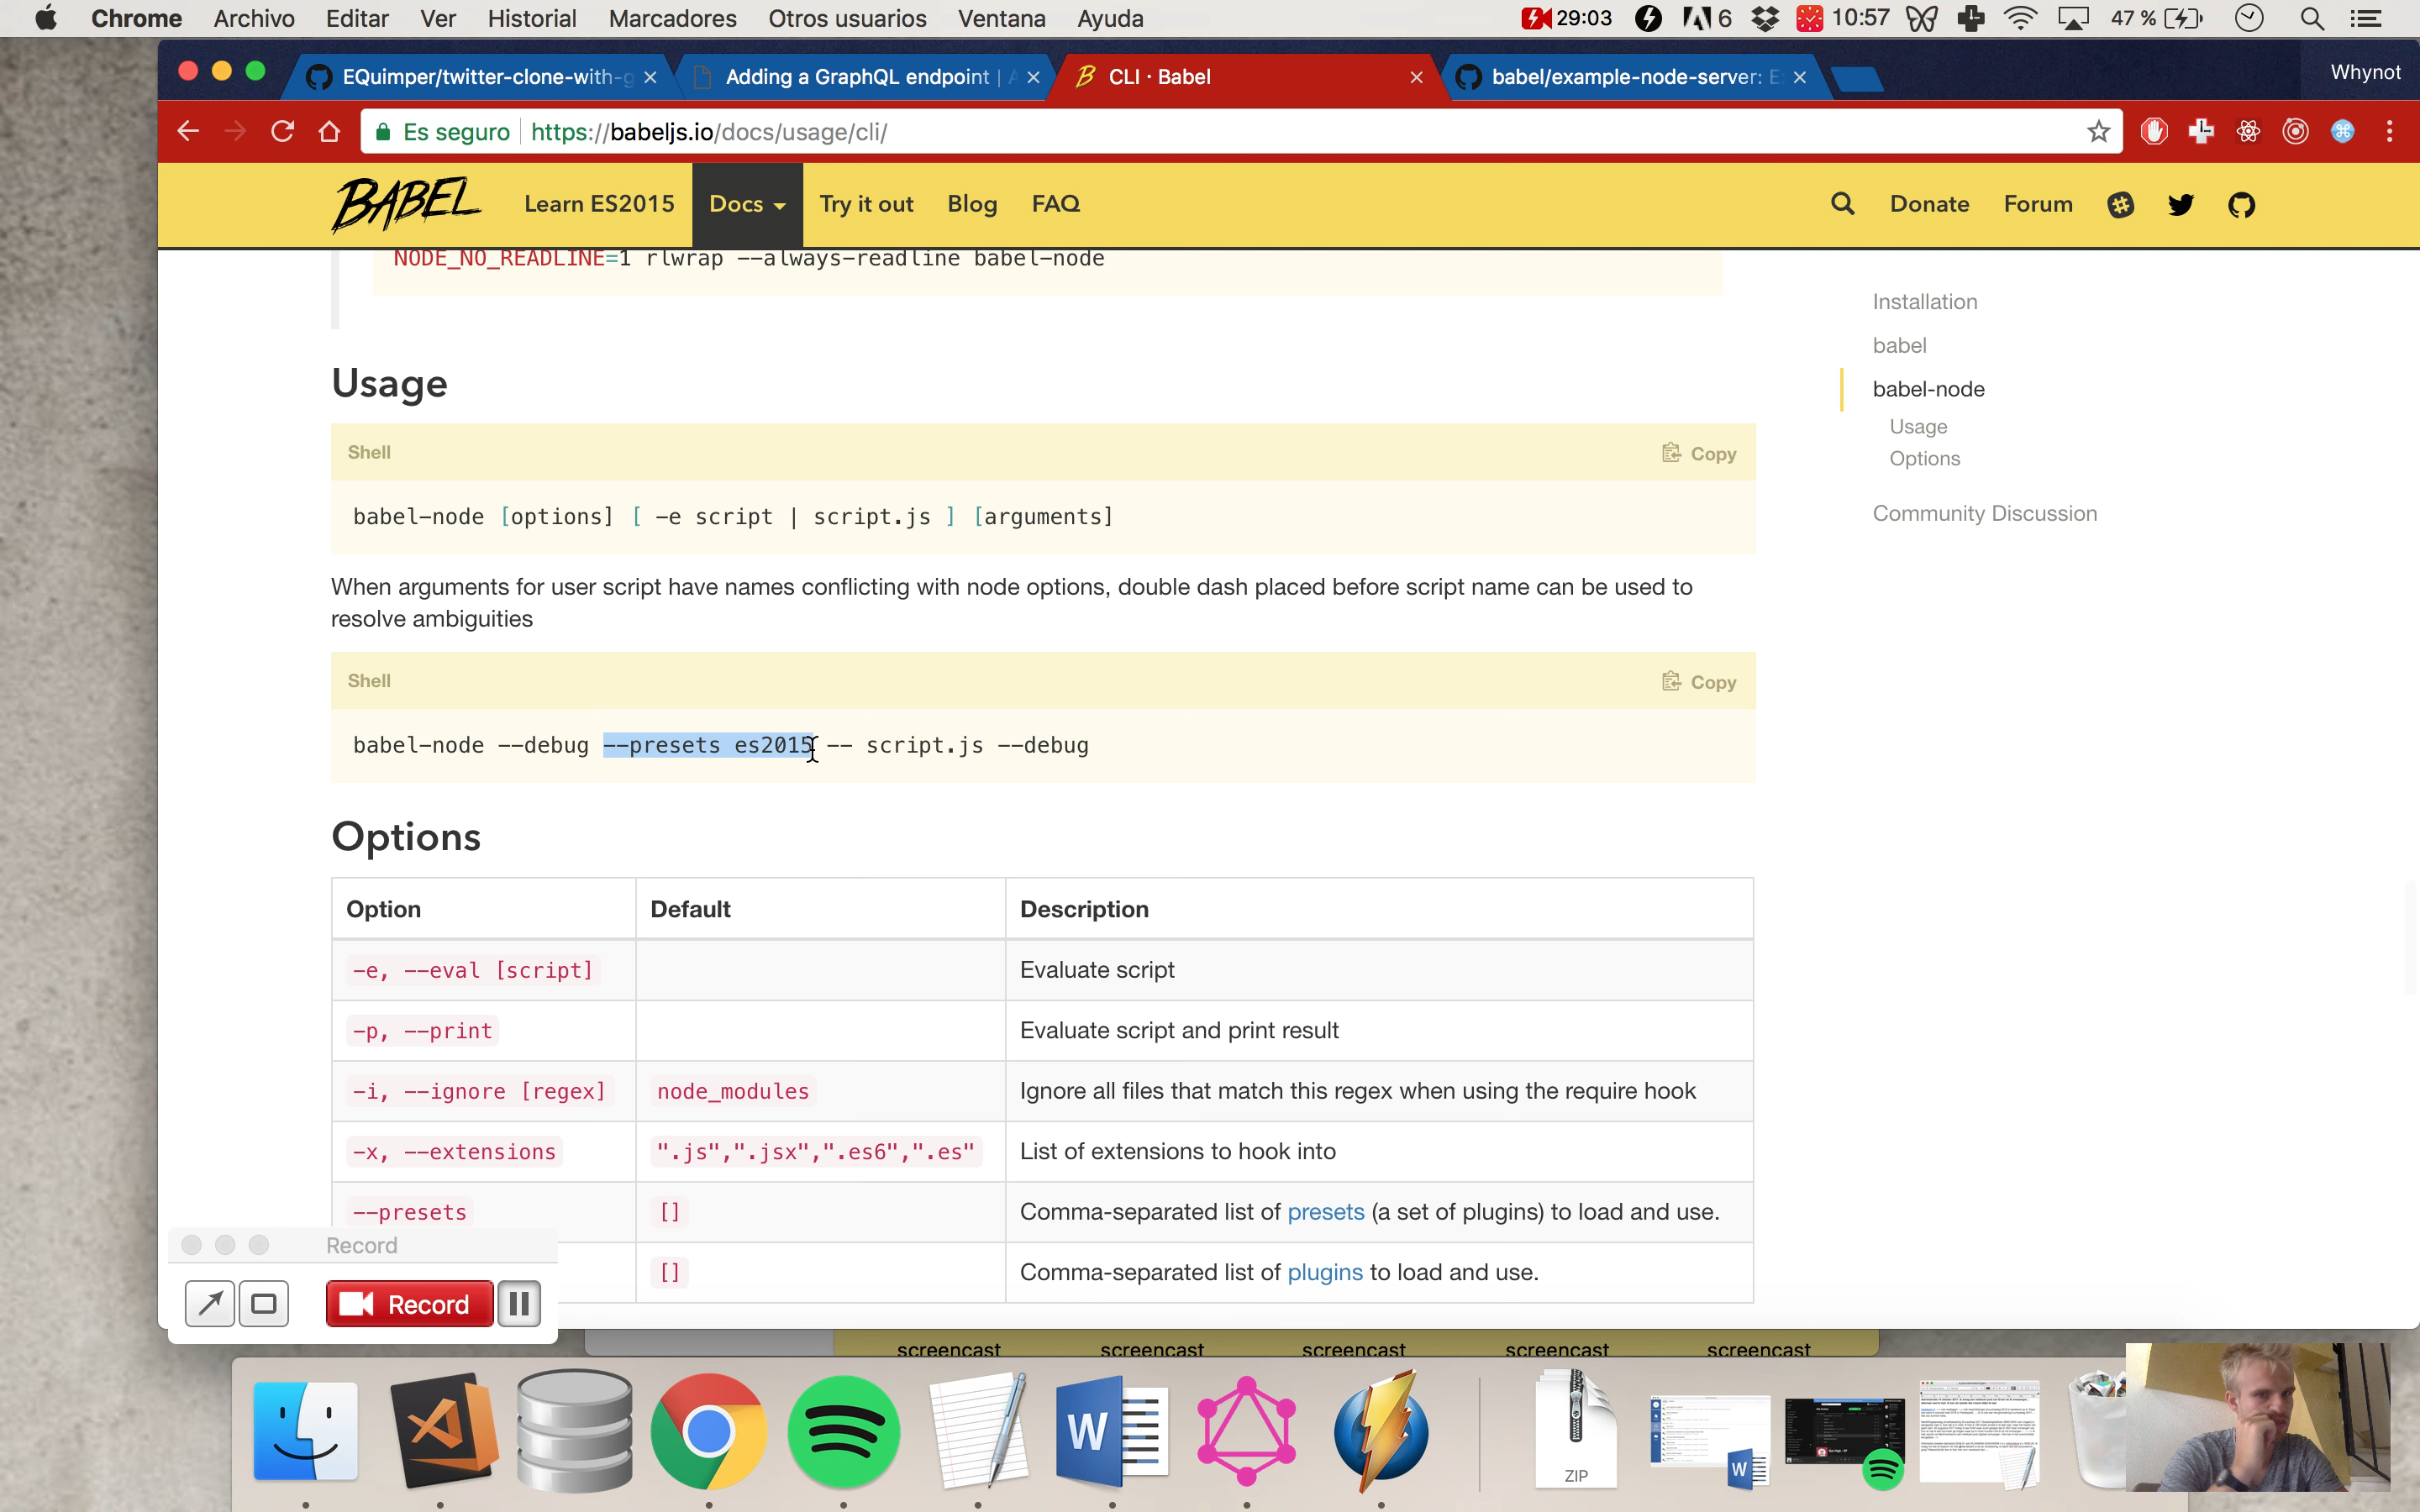 Chrome Archivo Editar Ver Historial Marcadores Otros usuarios Ventana Ayuda 29:03 6 10:57 47 %
EQuimper/twitter-clone-with-g Adding a GraphQL endpoint | A CLI · Babel babel/example-node-server: E Whynot
Es seguro https://babeljs.io/docs/usage/cli/
BABEL Learn ES2015 Docs Try it out Blog FAQ Donate Forum
NODE_NO_READLINE=1 rlwrap --always-readline babel-node
Installation
babel
babel-node
Usage
Options
Community Discussion
Usage
Shell Copy
babel-node [options] [ -e script | script.js ] [arguments]
When arguments for user script have names conflicting with node options, double dash placed before script name can be used to
resolve ambiguities
Shell Copy
babel-node --debug --presets es2015 -- script.js --debug
Options
Option Default Description
-e, --eval [script] Evaluate script
-p, --print Evaluate script and print result
-i, --ignore [regex] node_modules Ignore all files that match this regex when using the require hook
-x, --extensions ".js",".jsx",".es6",".es" List of extensions to hook into
--presets [] Comma-separated list of presets (a set of plugins) to load and use.
[] Comma-separated list of plugins to load and use.
Record
Record
screencast screencast screencast screencast screencast
W
ZIP
W